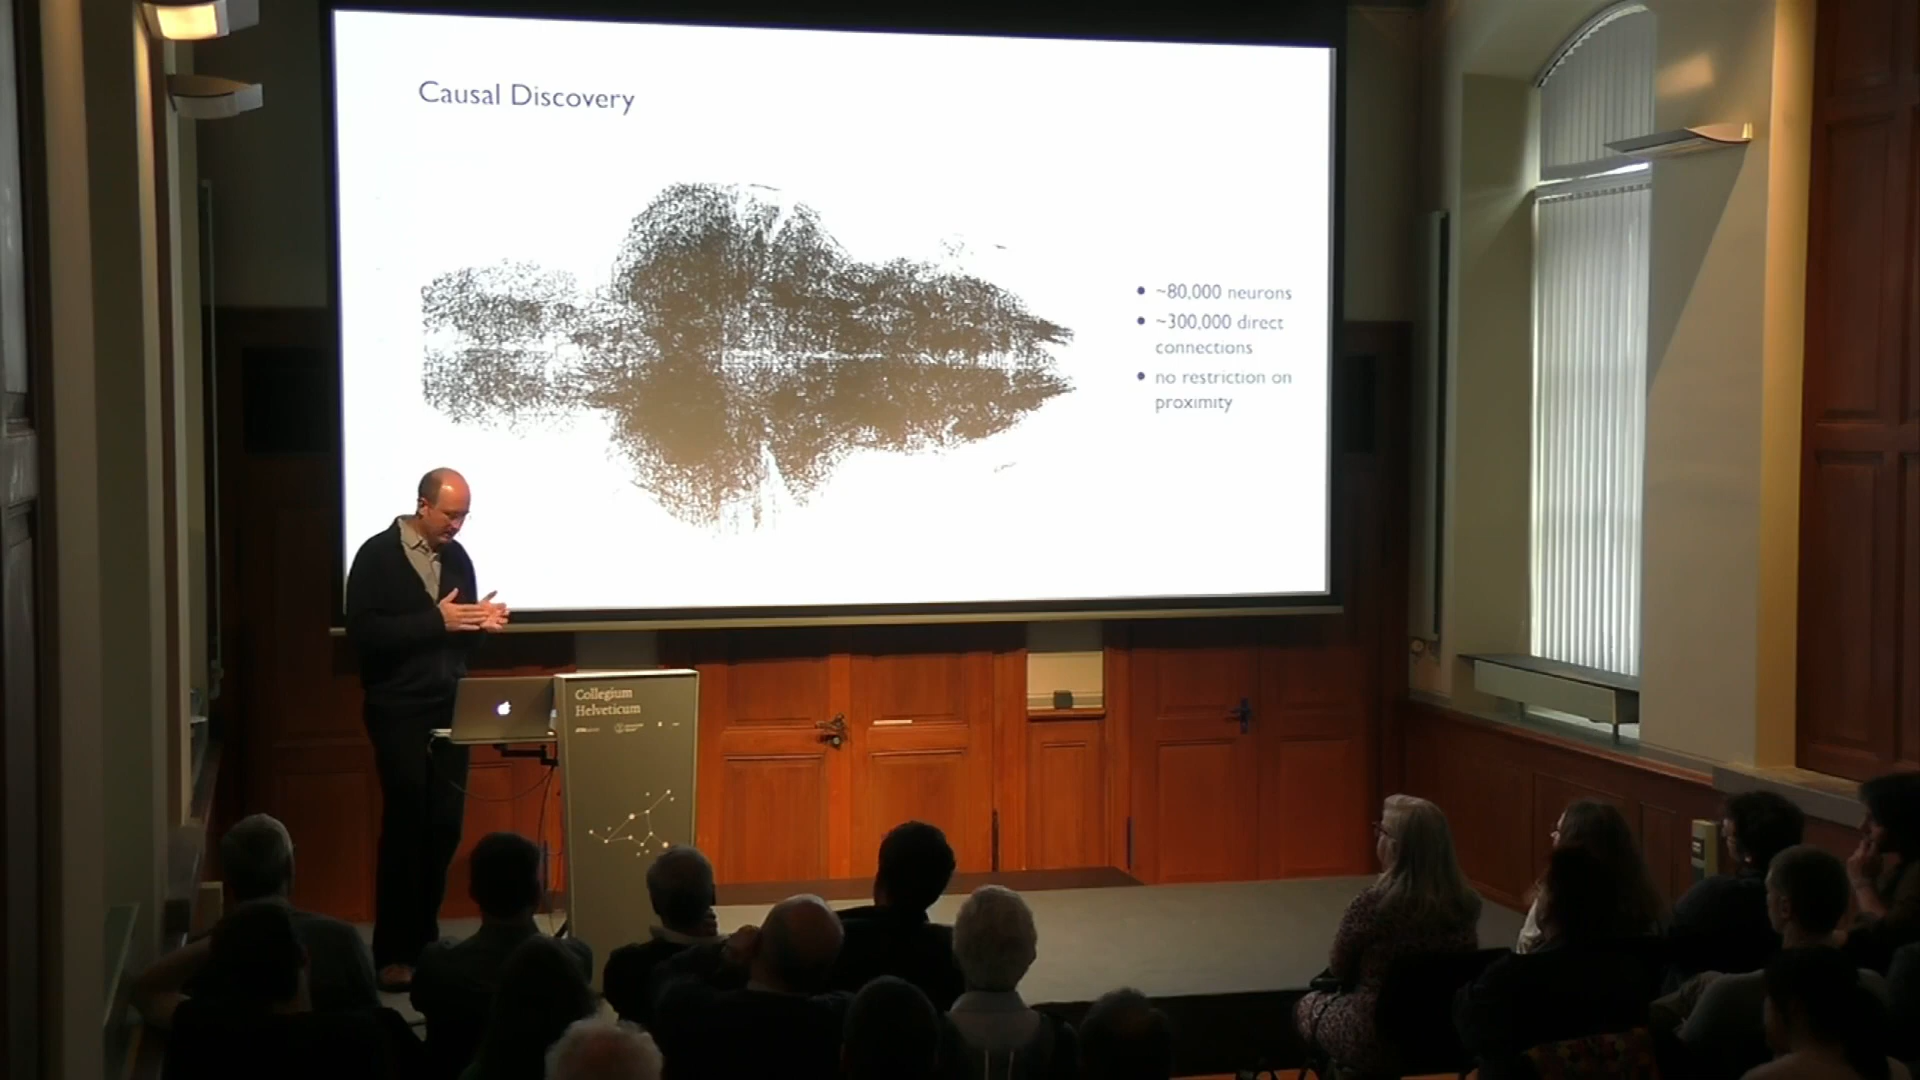 Causal Discovery
• ~80,000 neurons
• ~300,000 direct
connections
• no restriction on
proximity
Collegium
Helveticum